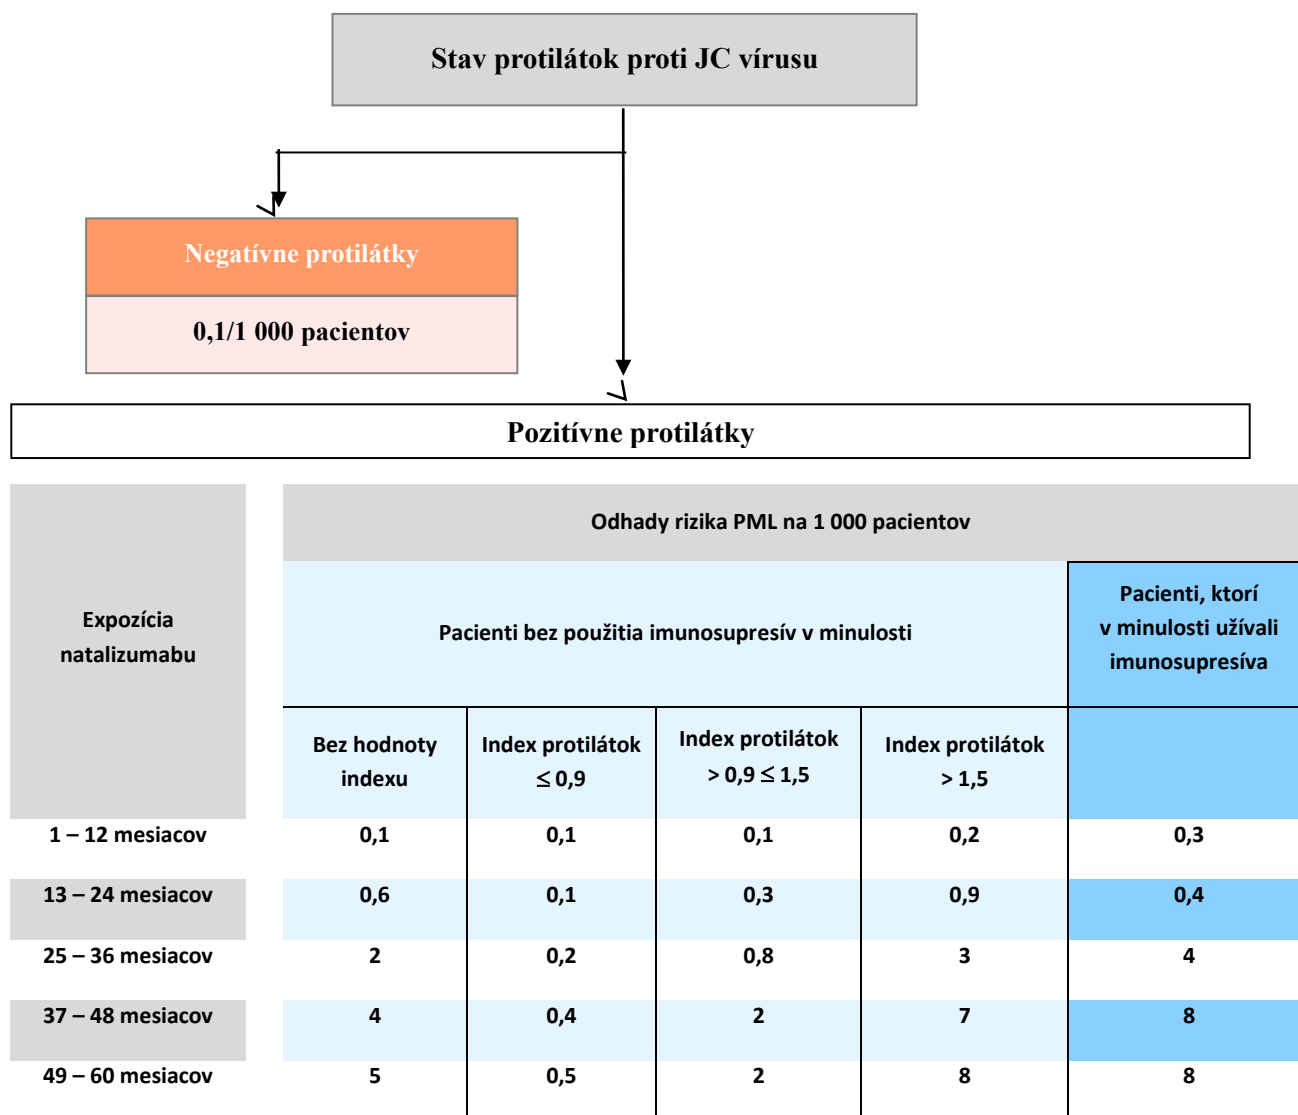 Stav protilátok proti JC vírusu
Negatívne protilátky
0,1/1 000 pacientov
Pozitívne protilátky
Expozícia
natalizumabu
Odhady rizika PML na 1 000 pacientov
Pacienti bez použitia imunosupresív v minulosti
Pacienti, ktorí
v minulosti užívali
imunosupresíva
Bez hodnoty
indexu
Index protilátok
≤ 0,9
Index protilátok
> 0,9 ≤ 1,5
Index protilátok
> 1,5
1 – 12 mesiacov 0,1 0,1 0,1 0,2 0,3
13 – 24 mesiacov 0,6 0,1 0,3 0,9 0,4
25 – 36 mesiacov 2 0,2 0,8 3 4
37 – 48 mesiacov 4 0,4 2 7 8
49 – 60 mesiacov 5 0,5 2 8 8